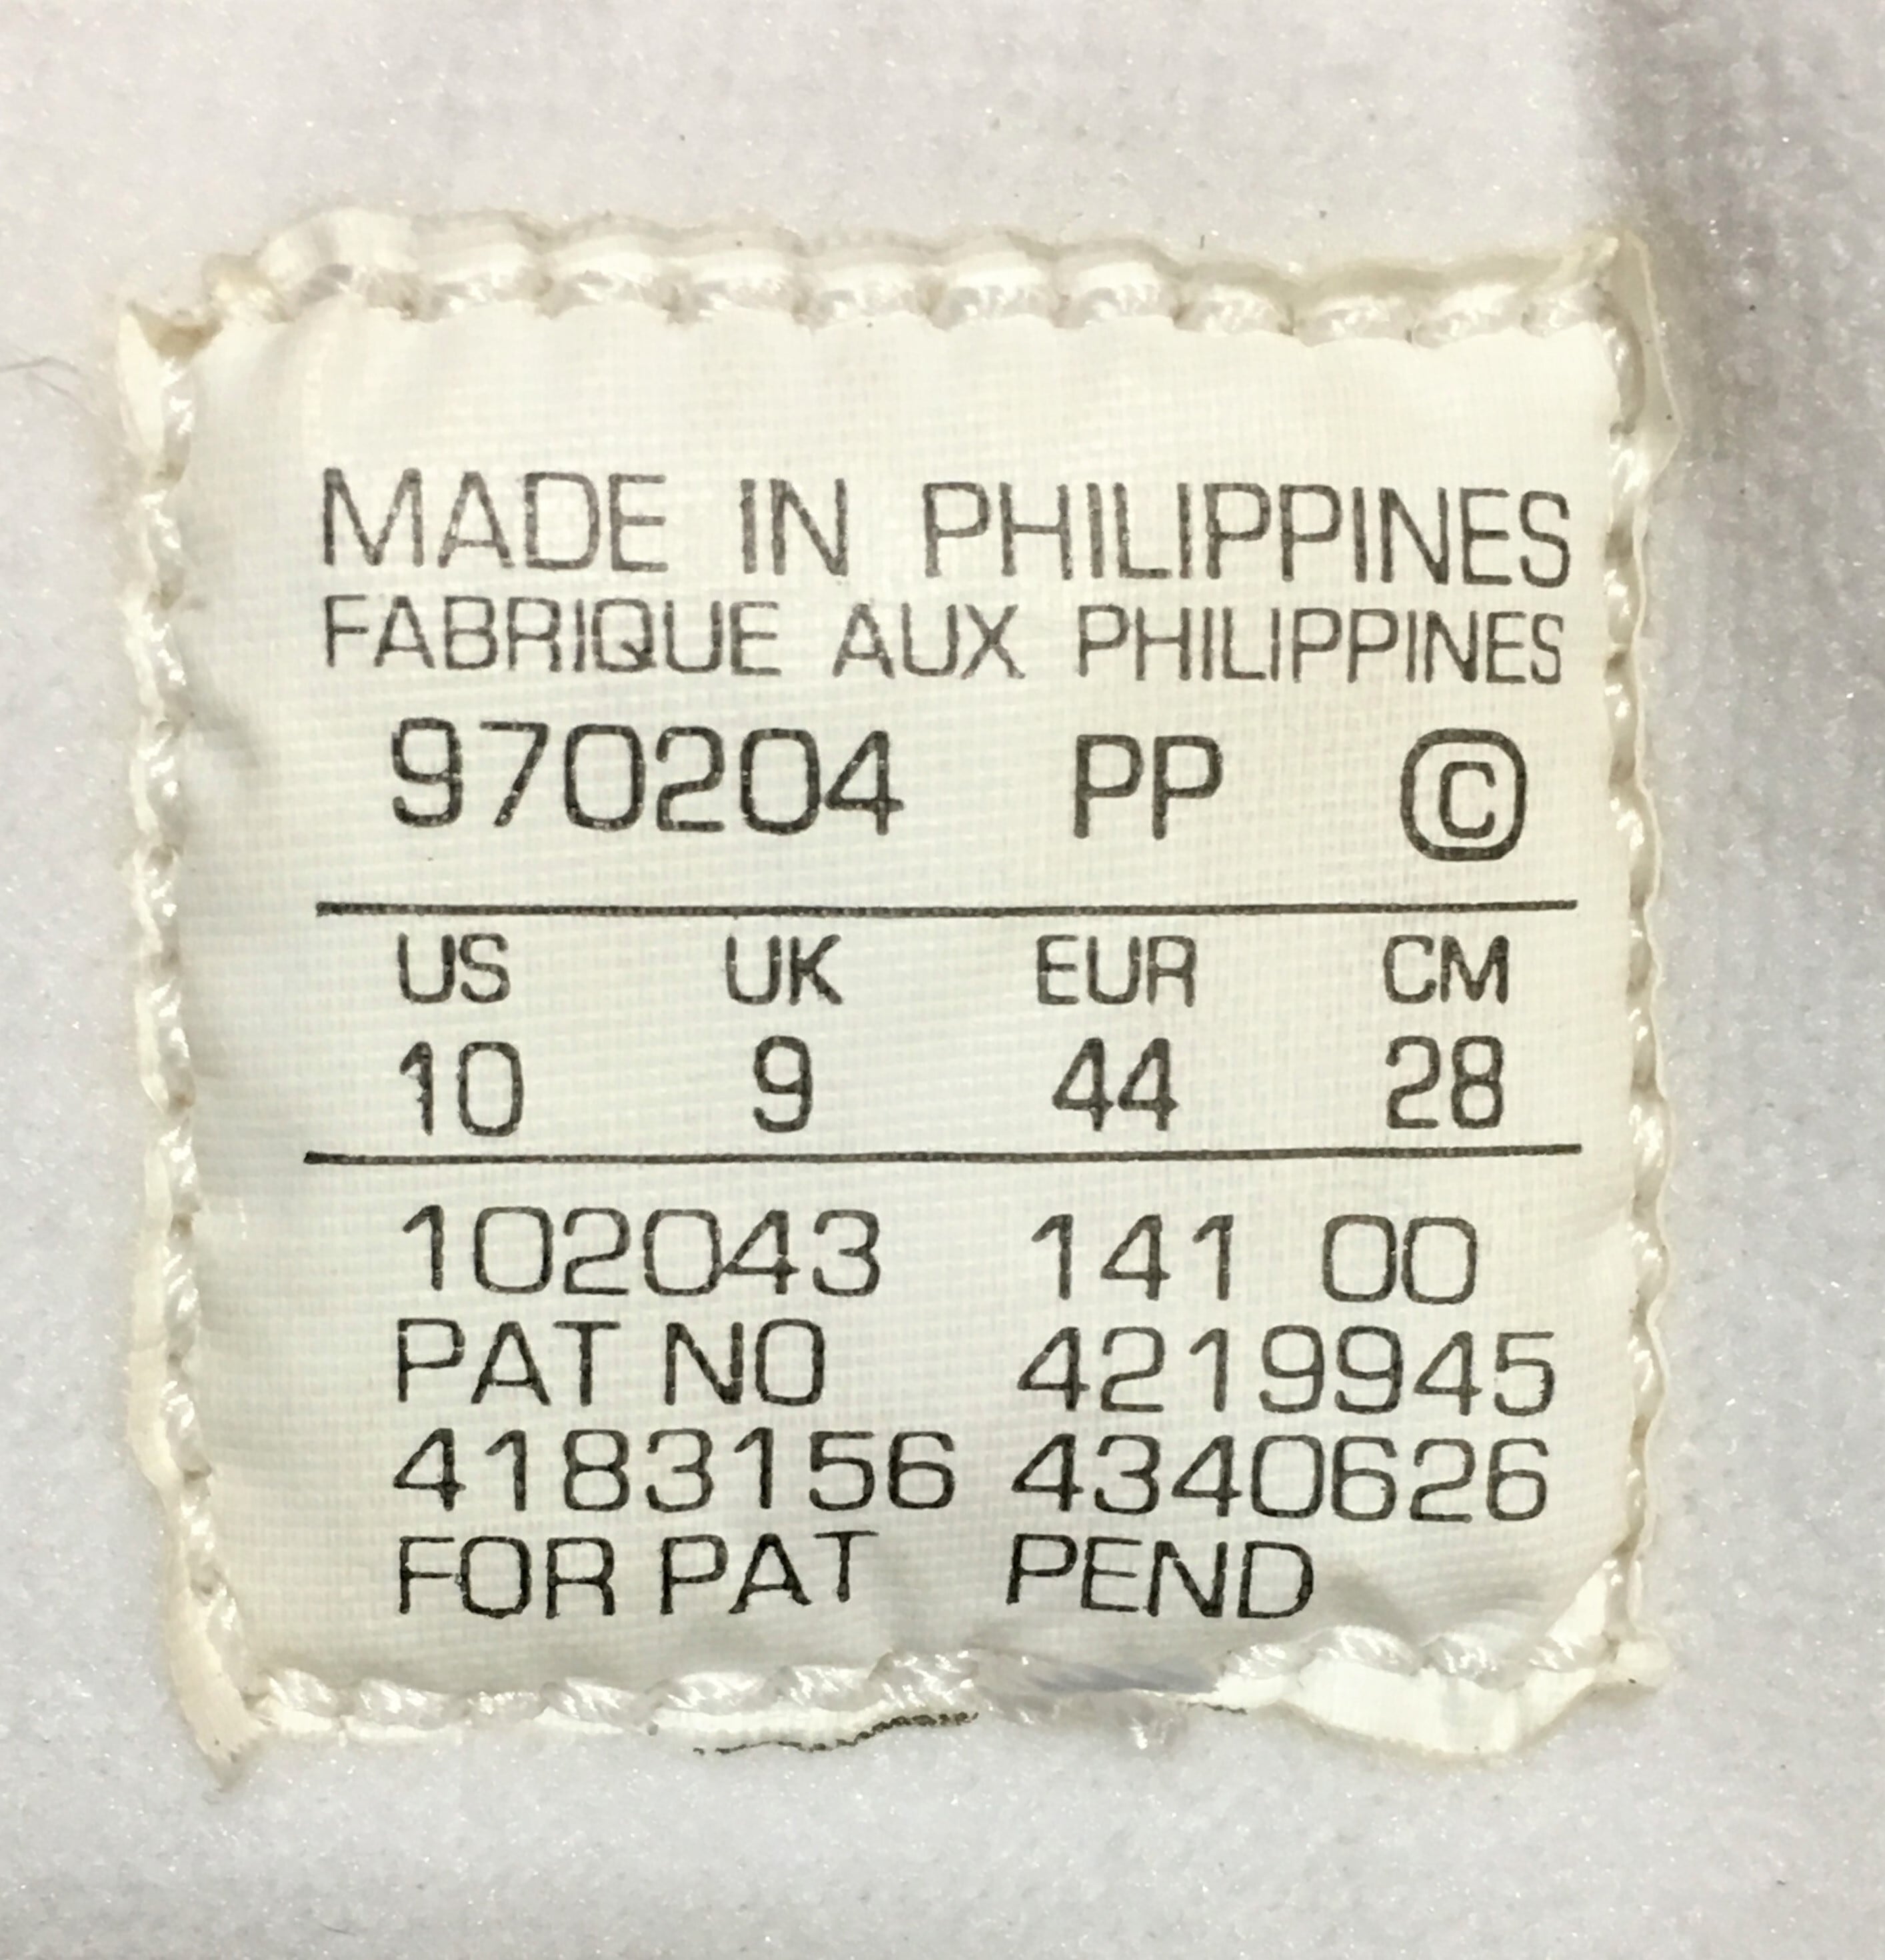 MADE IN PHILIPPINES
FABRIQUE AUX PHILIPPINES
970204 PP ©
US UK EUR CM
10 9 44 28
102043 141 00
PAT NO 4219945
4183156 4340626
FOR PAT PEND